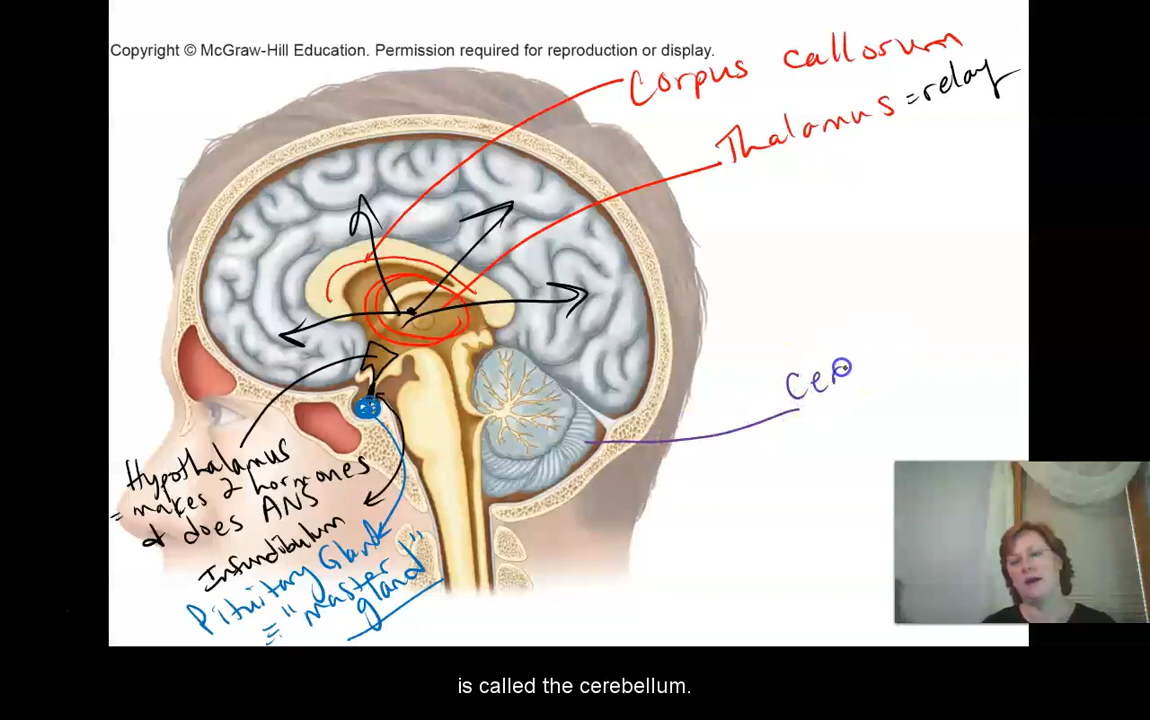 Copyright © McGraw-Hill Education. Permission required for reproduction or display.
Corpus callorum
Thalamus = relay
Cer
Hypothalamus
= makes 2 hormones
& does ANS
Infundibulum
Pituitary Gland
= "master
gland"
is called the cerebellum.